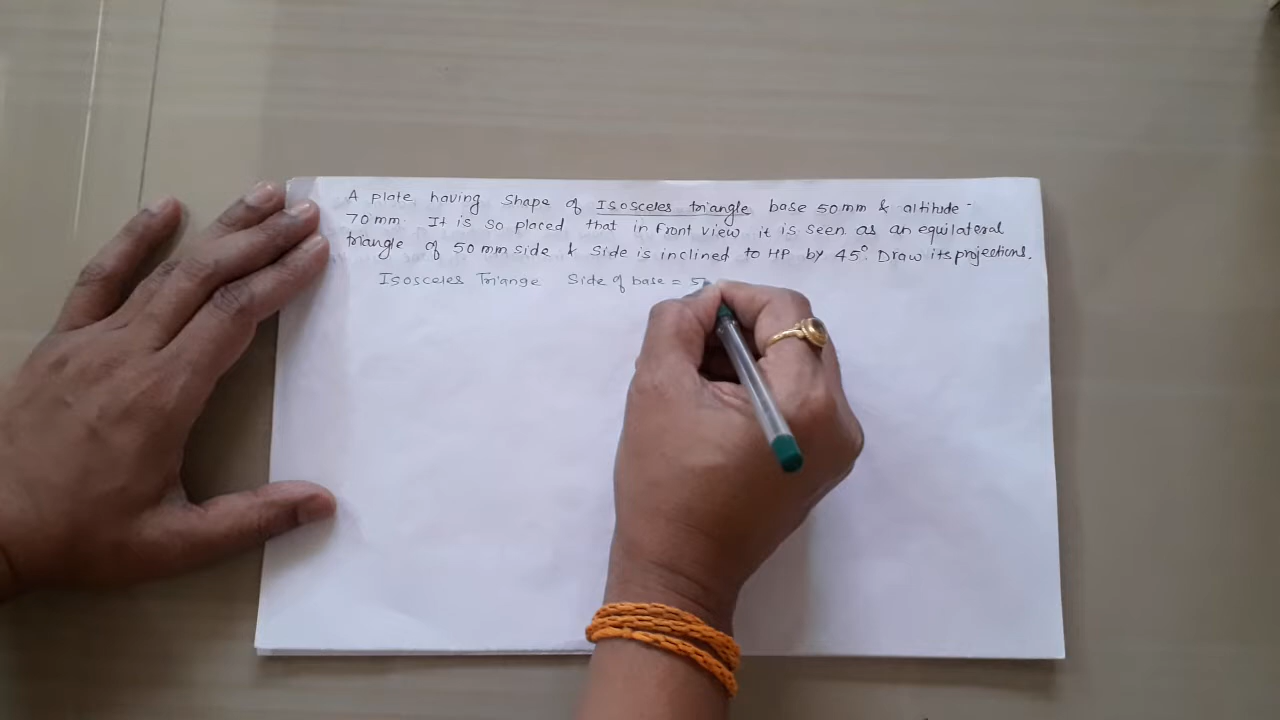 A plate having shape of Isosceles triangle base 50mm & altitude -
70mm. It is so placed that in front view it is seen as an equilateral
triangle of 50mm side & side is inclined to HP by 45°. Draw its projections.
Isosceles Triange Side of base = 5